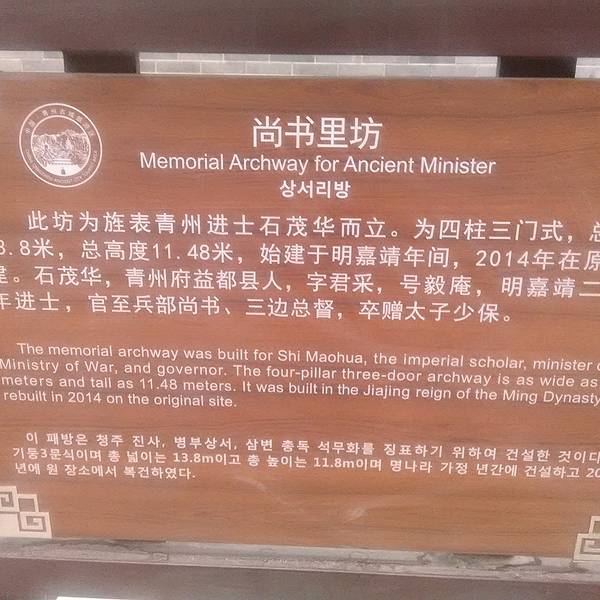 尚书里坊
Memorial Archway for Ancient Minister
상서리방
此坊为旌表青州进士石茂华而立。为四柱三门式，总
3.8米，总高度11.48米，始建于明嘉靖年间，2014年在原
建。石茂华，青州府益都县人，字君采，号毅庵，明嘉靖二
年进士，官至兵部尚书、三边总督，卒赠太子少保。
The memorial archway was built for Shi Maohua, the imperial scholar, minister o
Ministry of War, and governor. The four-pillar three-door archway is as wide as
meters and tall as 11.48 meters. It was built in the Jiajing reign of the Ming Dynasty
rebuilt in 2014 on the original site.
이 패방은 청주 진사, 병부상서, 삼변 총독 석무화를 징표하기 위하여 건설한 것이다
기둥3문식이며 총 넓이는 13.8m이고 총 높이는 11.8m이며 명나라 가정 년간에 건설하고 20
년에 원 장소에서 복건하였다.